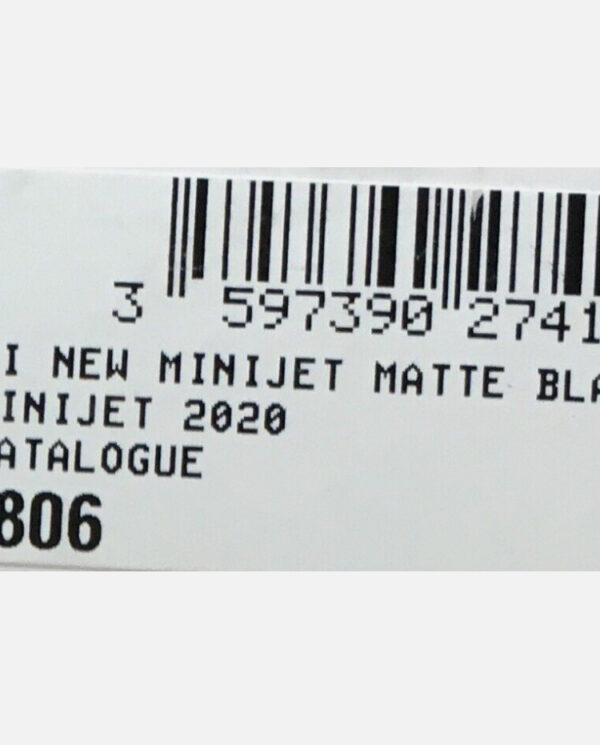 3 597390 2741
I NEW MINIJET MATTE BLA
INIJET 2020
ATALOGUE
806